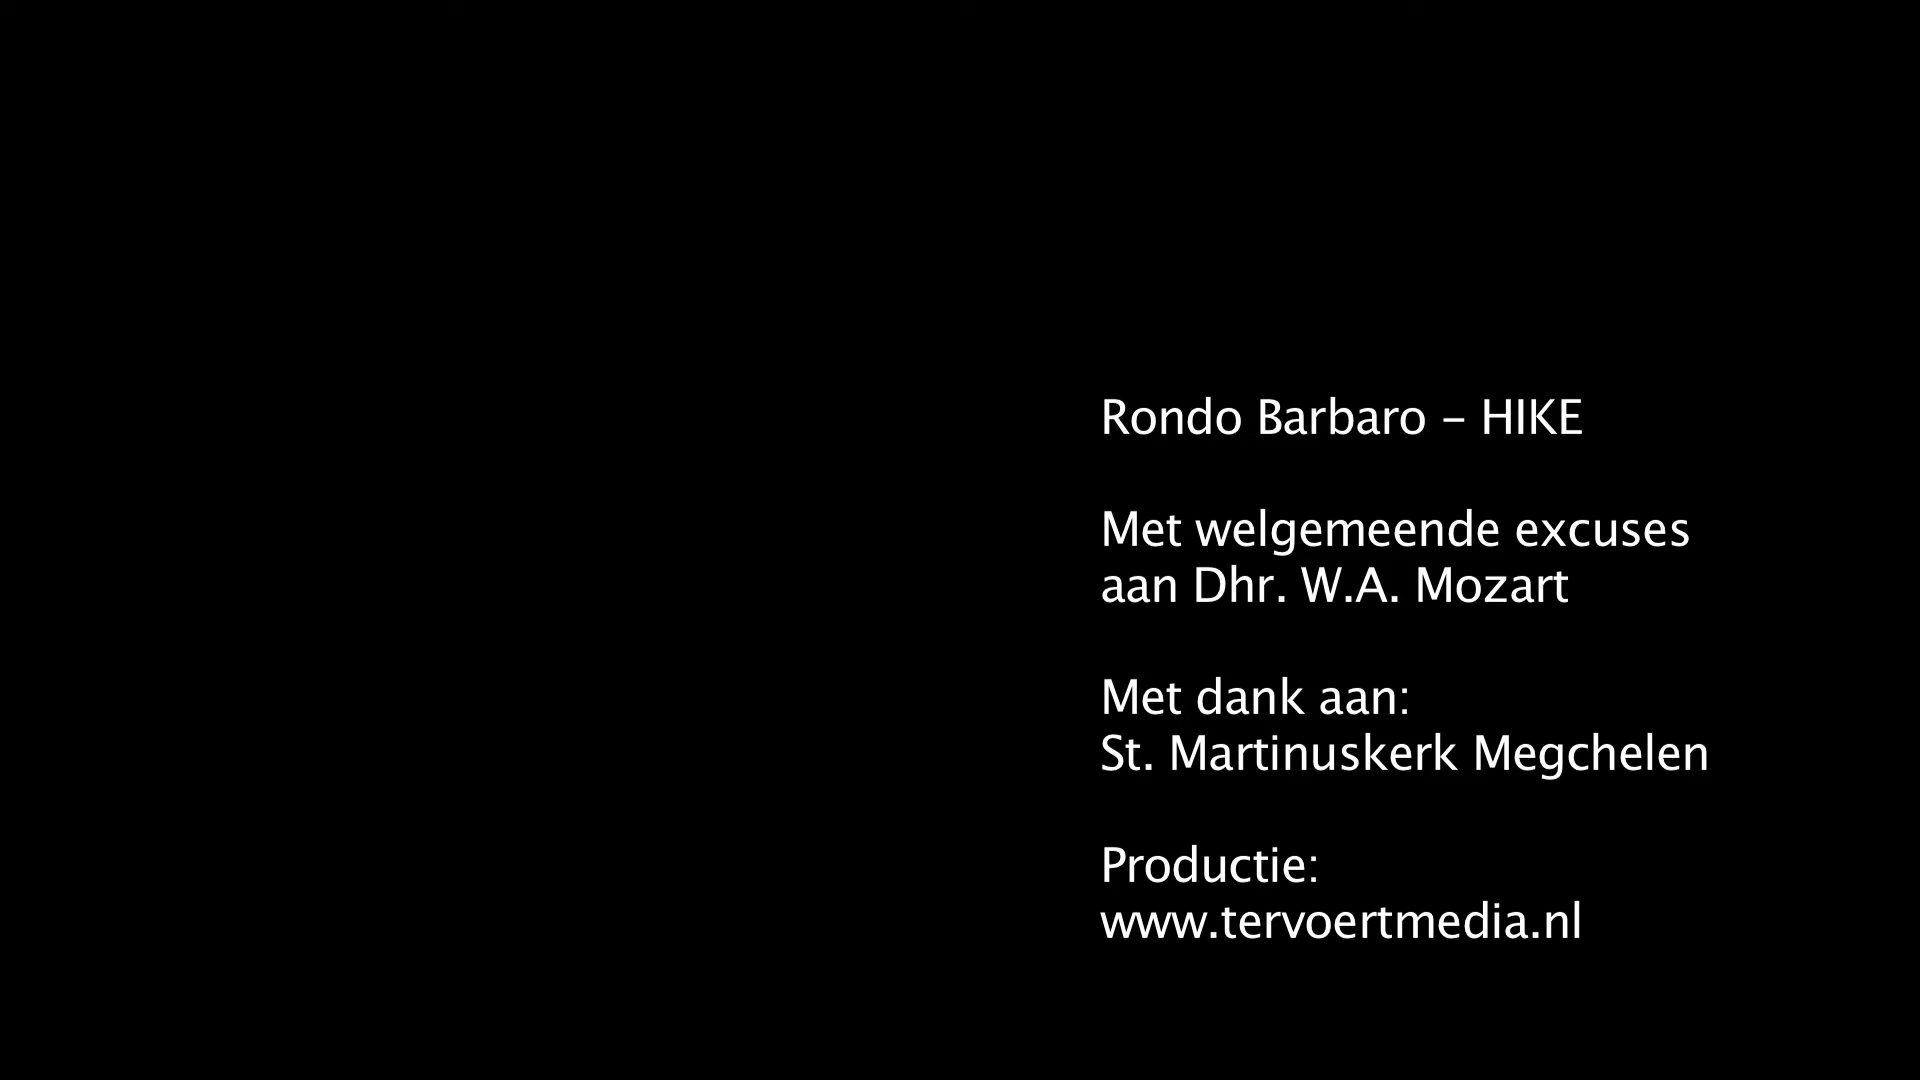 Rondo Barbaro – HIKE
Met welgemeende excuses
aan Dhr. W.A. Mozart
Met dank aan:
St. Martinuskerk Megchelen
Productie:
www.tervoertmedia.nl